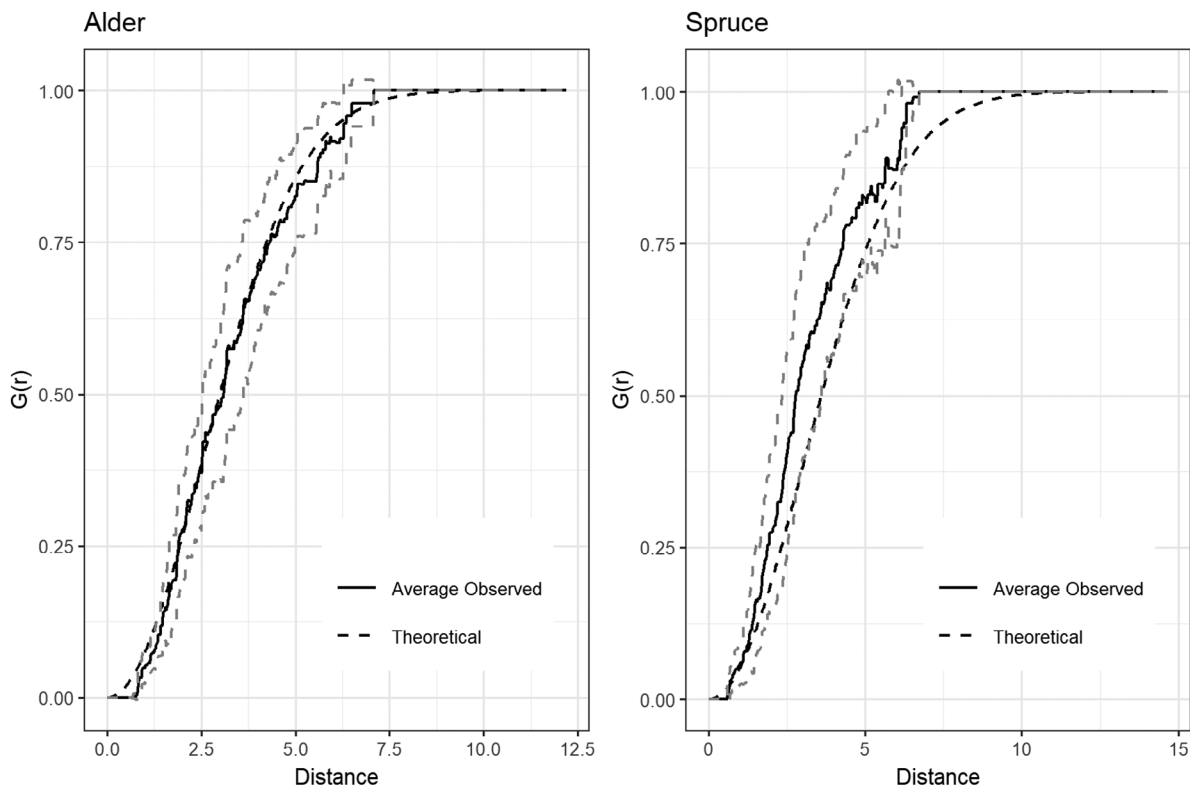 Alder
G(r)
1.00
0.75
0.50
0.25
0.00
Average Observed
Theoretical
0.0 2.5 5.0 7.5 10.0 12.5
Distance
Spruce
G(r)
1.00
0.75
0.50
0.25
0.00
Average Observed
Theoretical
0 5 10 15
Distance